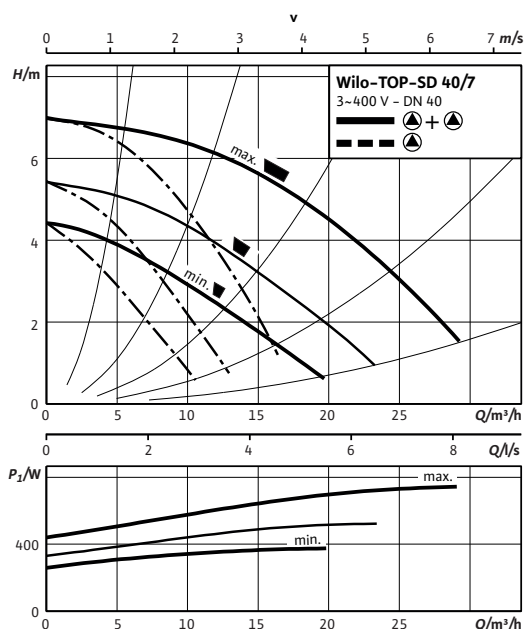 v
0 1 2 3 4 5 6 7 m/s
H/m
Wilo-TOP-SD 40/7
3~400 V - DN 40
+
max.
6
4
min.
2
0
0 5 10 15 20 25 Q/m³/h
0 2 4 6 8 Q/l/s
P₁/W
max.
400
min.
0
0 5 10 15 20 25 Q/m³/h